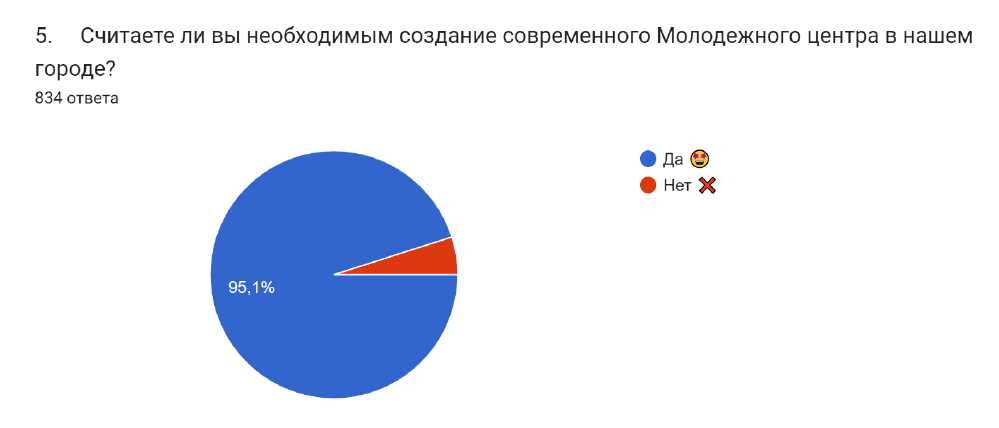 5. Считаете ли вы необходимым создание современного Молодежного центра в нашем
городе?
834 ответа
Да 🤩
Нет ❌
95,1%